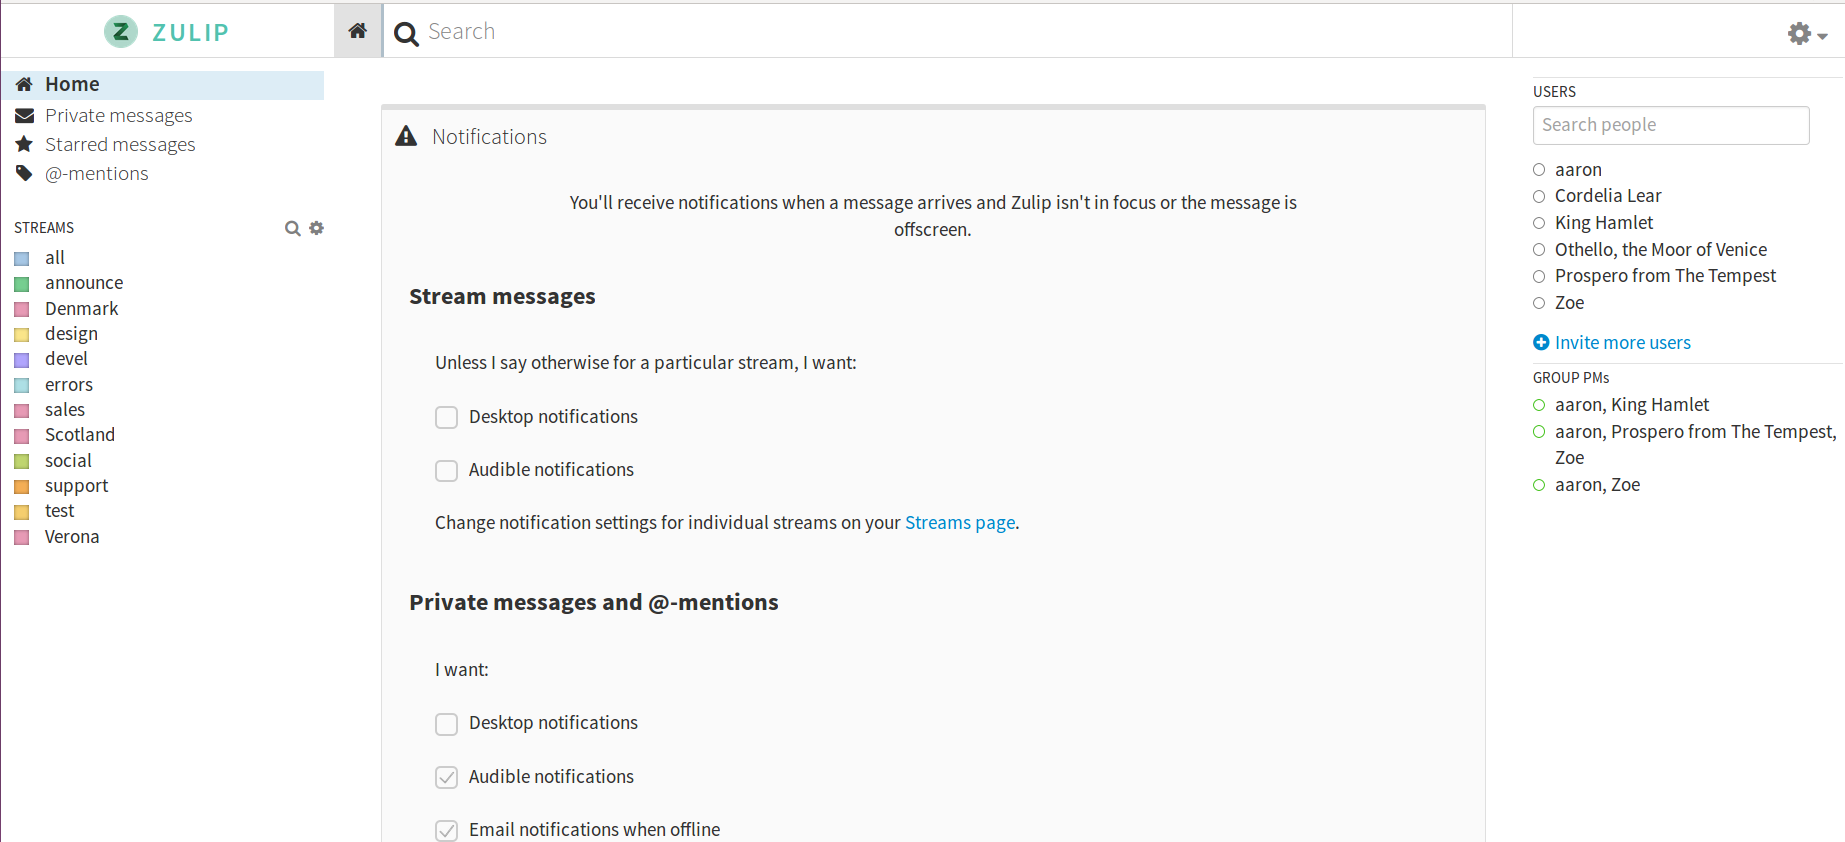 ZULIP
Search
Home
Private messages
Starred messages
@-mentions
STREAMS
all
announce
Denmark
design
devel
errors
sales
Scotland
social
support
test
Verona
Notifications
You'll receive notifications when a message arrives and Zulip isn't in focus or the message is
offscreen.
Stream messages
Unless I say otherwise for a particular stream, I want:
Desktop notifications
Audible notifications
Change notification settings for individual streams on your Streams page.
Private messages and @-mentions
I want:
Desktop notifications
Audible notifications
Email notifications when offline
USERS
Search people
aaron
Cordelia Lear
King Hamlet
Othello, the Moor of Venice
Prospero from The Tempest
Zoe
Invite more users
GROUP PMs
aaron, King Hamlet
aaron, Prospero from The Tempest,
Zoe
aaron, Zoe